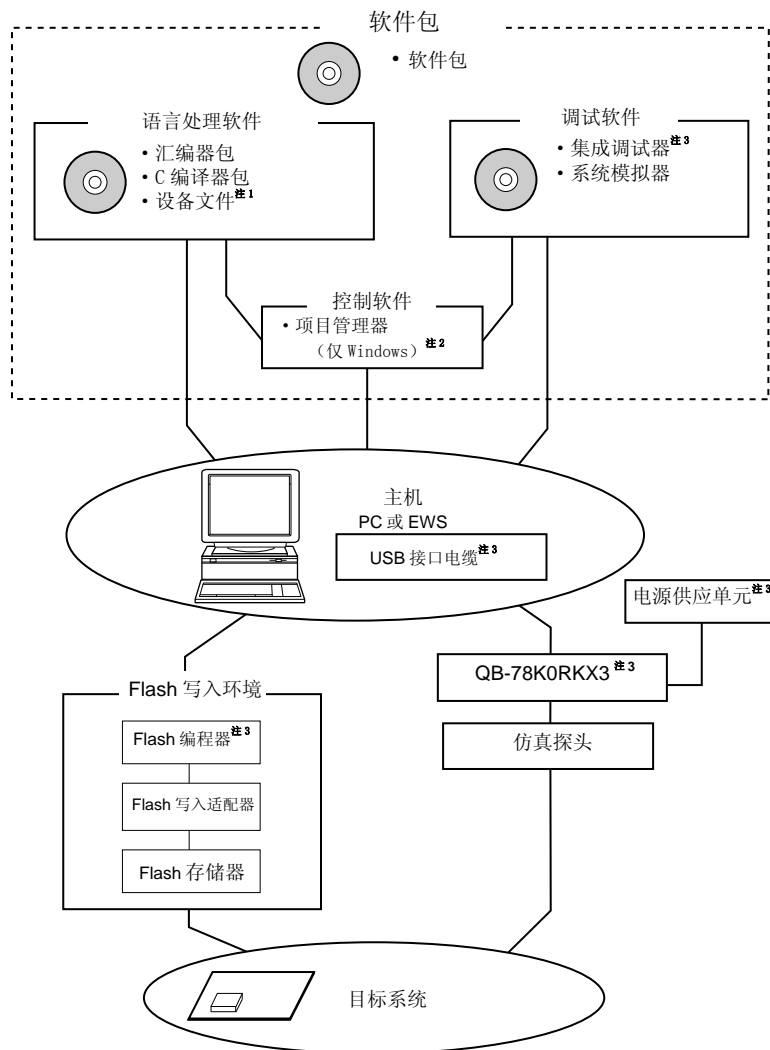 软件包
• 软件包
语言处理软件
• 汇编器包
• C 编译器包
• 设备文件注1
调试软件
• 集成调试器注3
• 系统模拟器
控制软件
• 项目管理器
（仅 Windows）注2
主机
PC 或 EWS
USB 接口电缆注3
电源供应单元注3
QB-78K0RKX3注3
仿真探头
Flash 写入环境
Flash 编程器注3
Flash 写入适配器
Flash 存储器
目标系统